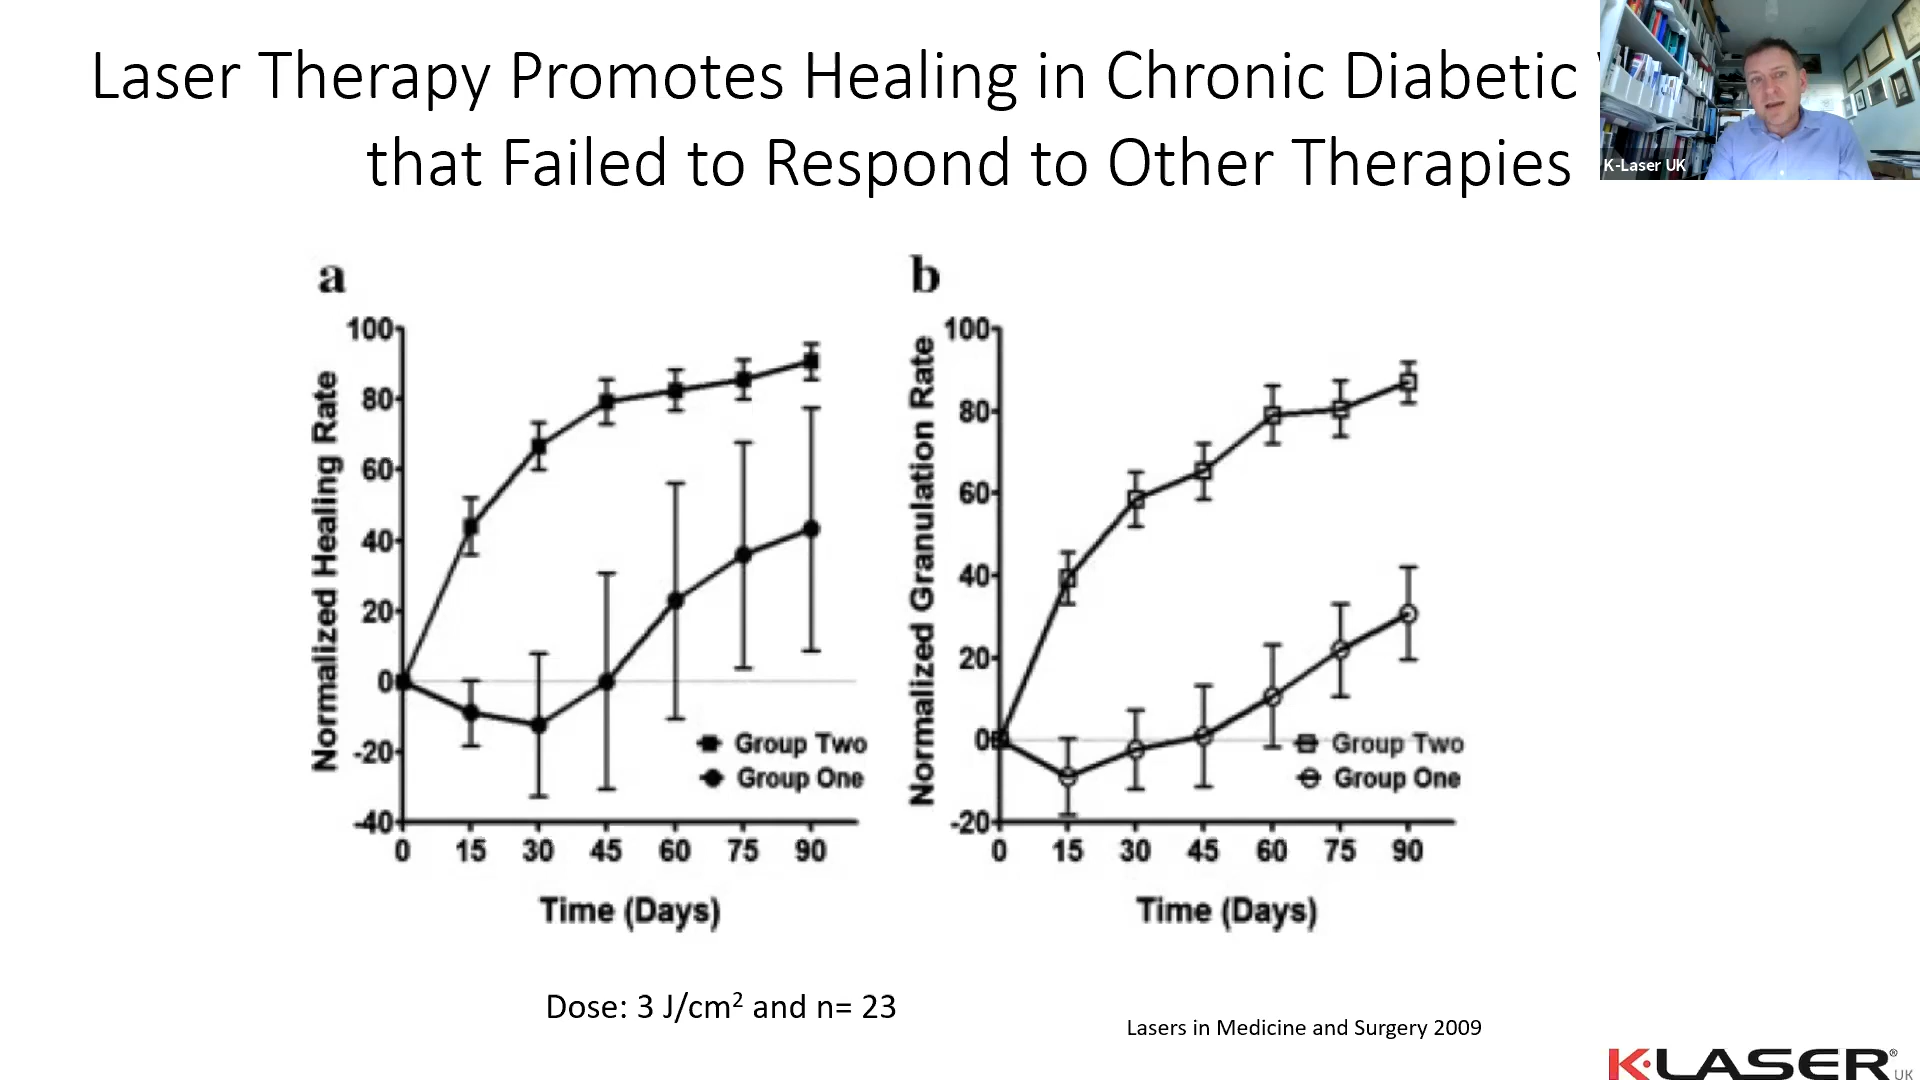 Laser Therapy Promotes Healing in Chronic Diabetic
that Failed to Respond to Other Therapies
K-Laser UK
a
Normalized Healing Rate
100
80
60
40
20
0
-20
-40
0 15 30 45 60 75 90
Time (Days)
Group Two
Group One
b
Normalized Granulation Rate
100
80
60
40
20
0
-20
0 15 30 45 60 75 90
Time (Days)
Group Two
Group One
Dose: 3 J/cm² and n= 23
Lasers in Medicine and Surgery 2009
K-LASER® UK